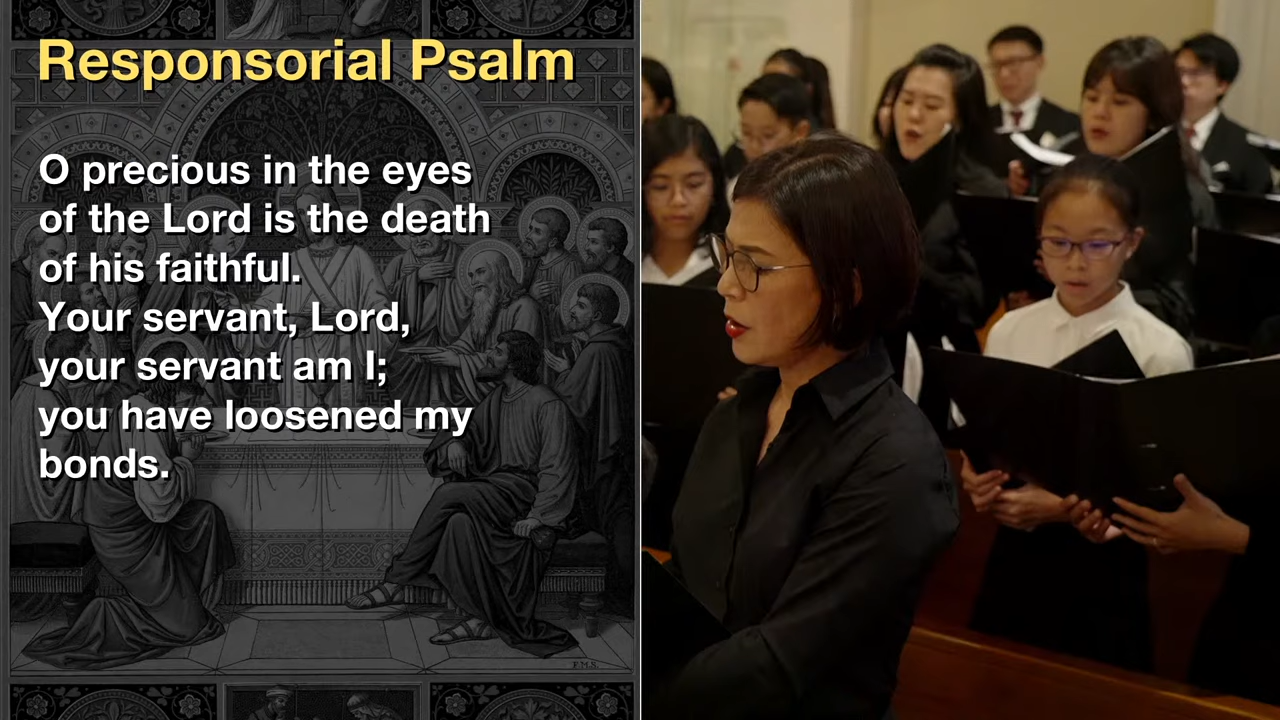 Responsorial Psalm
O precious in the eyes
of the Lord is the death
of his faithful.
Your servant, Lord,
your servant am I;
you have loosened my
bonds.
F.M.S.